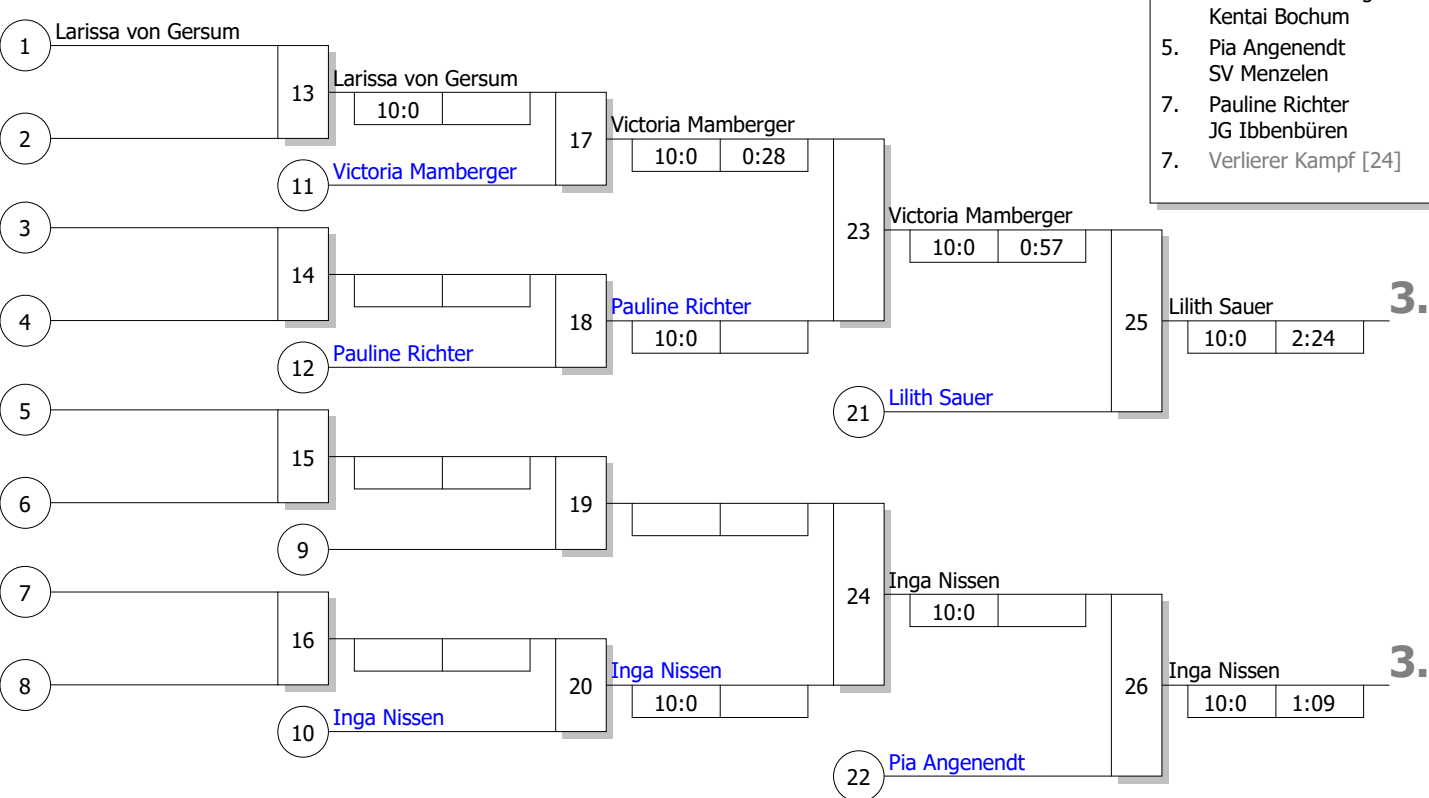 Kentai Bochum
5. Pia Angenendt
SV Menzelen
7. Pauline Richter
JG Ibbenbüren
7. Verlierer Kampf [24]
1 Larissa von Gersum
2
13 Larissa von Gersum
10:0
11 Victoria Mamberger
17 Victoria Mamberger
10:0 0:28
3
4
14
12 Pauline Richter
18 Pauline Richter
10:0
23 Victoria Mamberger
10:0 0:57
21 Lilith Sauer
25 Lilith Sauer
10:0 2:24
3.
5
6
15
9
19
7
8
16
10 Inga Nissen
20 Inga Nissen
10:0
24 Inga Nissen
10:0
22 Pia Angenendt
26 Inga Nissen
10:0 1:09
3.